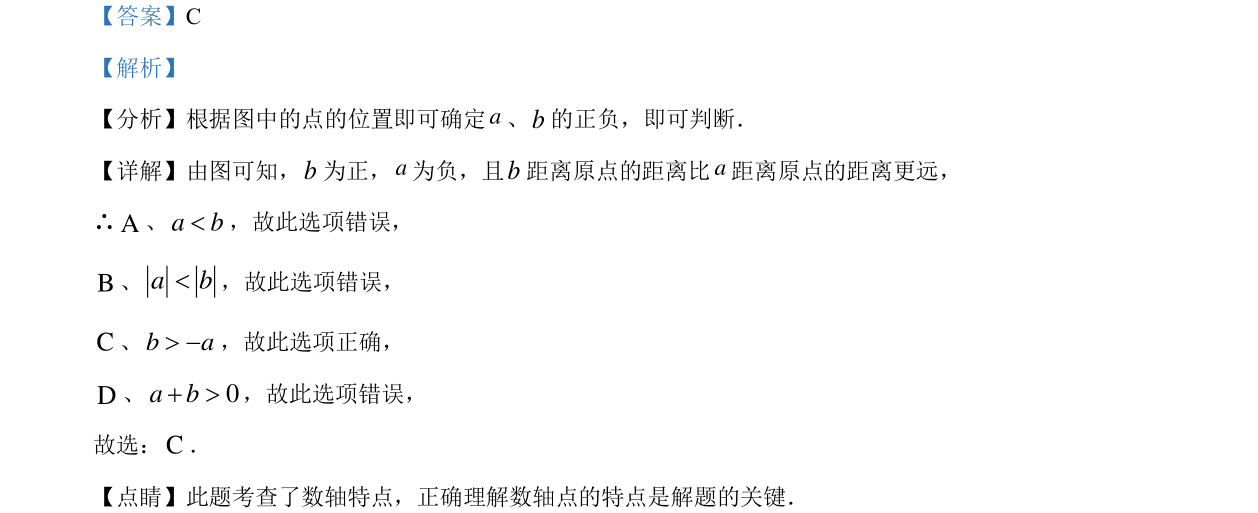 【答案】C
【解析】
【分析】根据图中的点的位置即可确定a、b的正负，即可判断．
【详解】由图可知，b为正，a为负，且b距离原点的距离比a距离原点的距离更远，
∴A、a<b，故此选项错误，
B、|a|<|b|，故此选项错误，
C、b>−a，故此选项正确，
D、a+b>0，故此选项错误，
故选：C．
【点睛】此题考查了数轴特点，正确理解数轴点的特点是解题的关键．